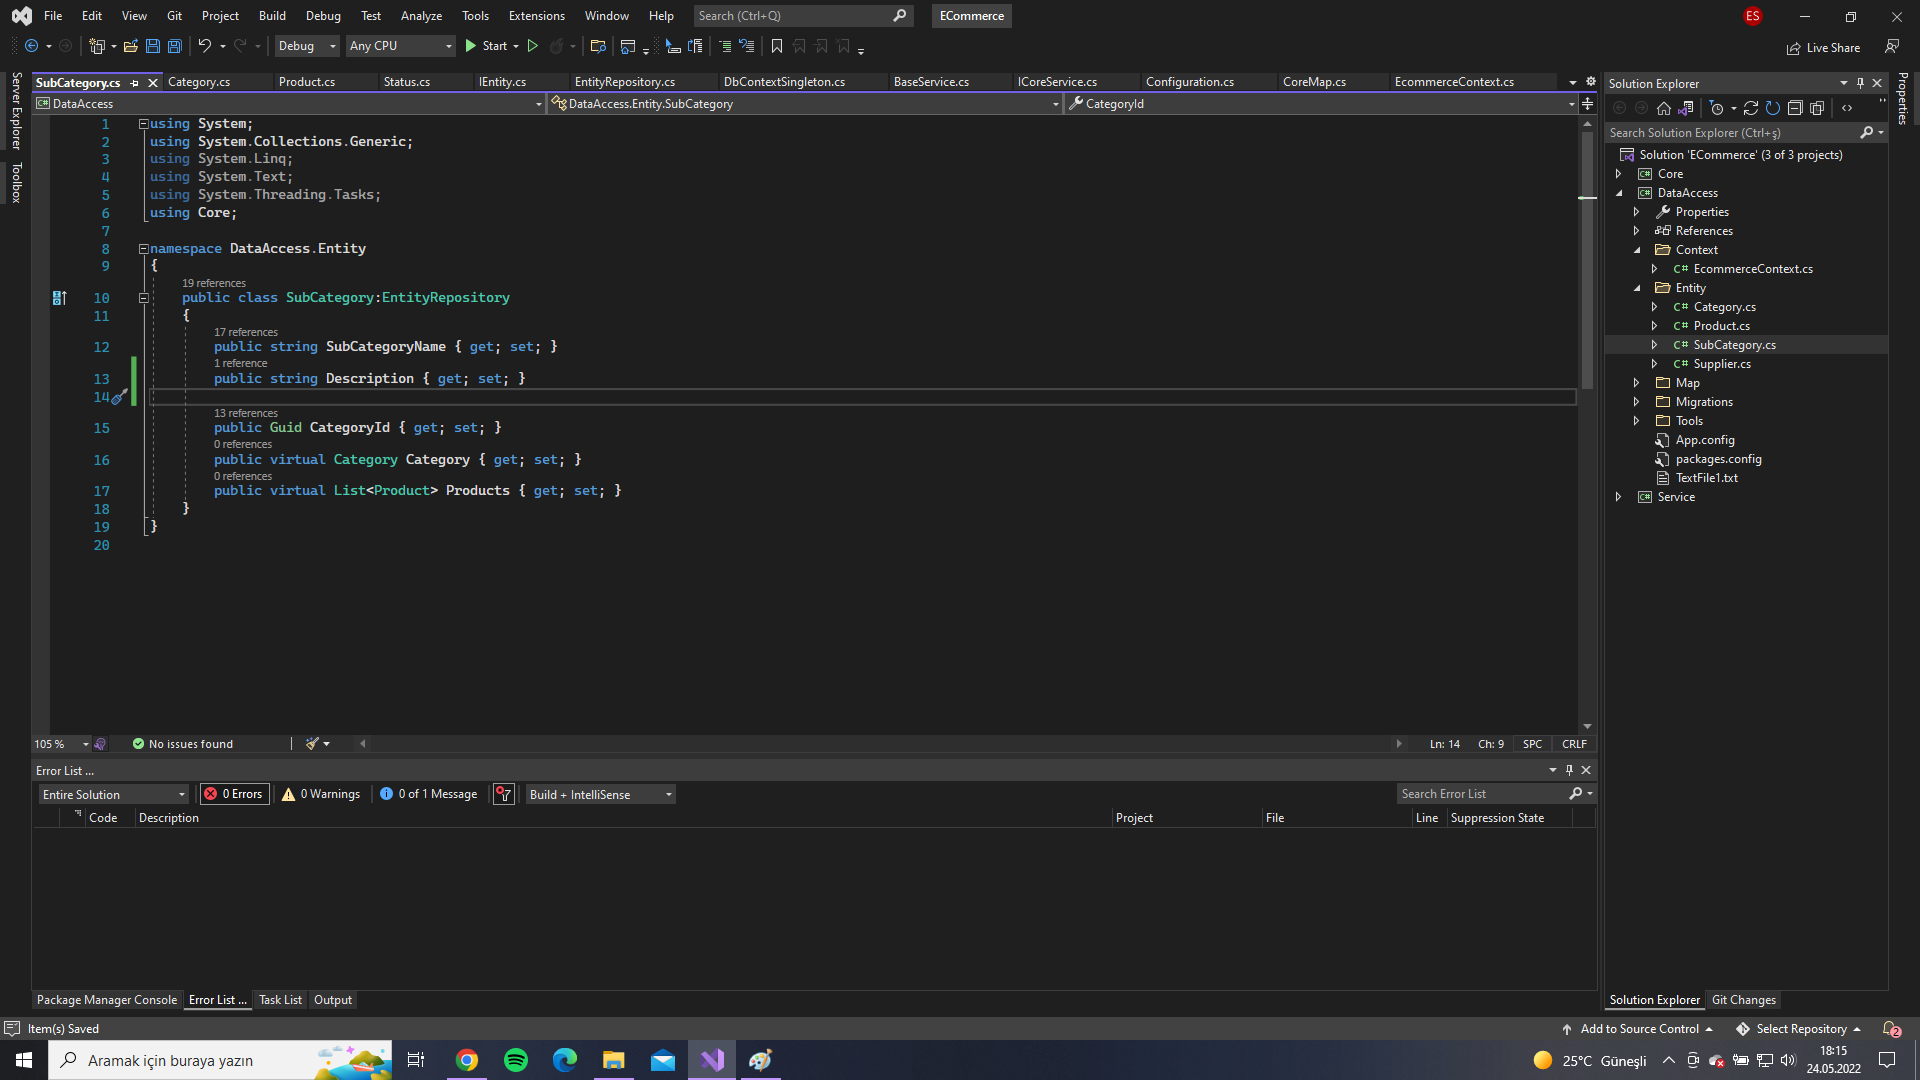 File Edit View Git Project Build Debug Test Analyze Tools Extensions Window Help Search (Ctrl+Q) ECommerce ES
Debug Any CPU Start Live Share
Server Explorer
Toolbox
SubCategory.cs Category.cs Product.cs Status.cs IEntity.cs EntityRepository.cs DbContextSingleton.cs BaseService.cs ICoreService.cs Configuration.cs CoreMap.cs EcommerceContext.cs
DataAccess DataAccess.Entity.SubCategory CategoryId
1 using System;
2 using System.Collections.Generic;
3 using System.Linq;
4 using System.Text;
5 using System.Threading.Tasks;
6 using Core;
7
8 namespace DataAccess.Entity
9 {
19 references
10 public class SubCategory:EntityRepository
11 {
17 references
12 public string SubCategoryName { get; set; }
1 reference
13 public string Description { get; set; }
14
13 references
15 public Guid CategoryId { get; set; }
0 references
16 public virtual Category Category { get; set; }
0 references
17 public virtual List<Product> Products { get; set; }
18 }
19 }
20
105 % No issues found Ln: 14 Ch: 9 SPC CRLF
Error List ...
Entire Solution 0 Errors 0 Warnings 0 of 1 Message Build + IntelliSense Search Error List
Code Description Project File Line Suppression State
Package Manager Console Error List ... Task List Output
Solution Explorer
Search Solution Explorer (Ctrl+ş)
Solution 'ECommerce' (3 of 3 projects)
Core
DataAccess
Properties
References
Context
EcommerceContext.cs
Entity
Category.cs
Product.cs
SubCategory.cs
Supplier.cs
Map
Migrations
Tools
App.config
packages.config
TextFile1.txt
Service
Solution Explorer Git Changes
Properties
Item(s) Saved Add to Source Control Select Repository 2
Aramak için buraya yazın 25°C Güneşli 18:15
24.05.2022